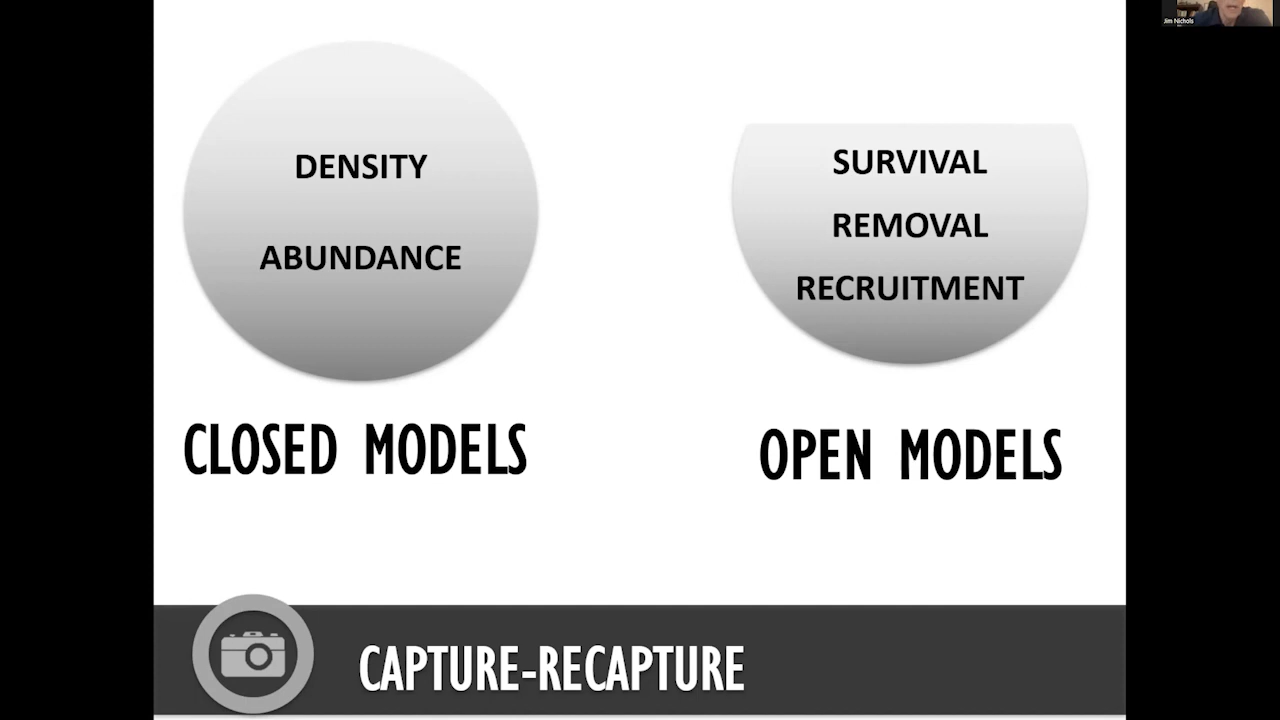 Jim Nichols
DENSITY
ABUNDANCE
CLOSED MODELS
SURVIVAL
REMOVAL
RECRUITMENT
OPEN MODELS
CAPTURE-RECAPTURE